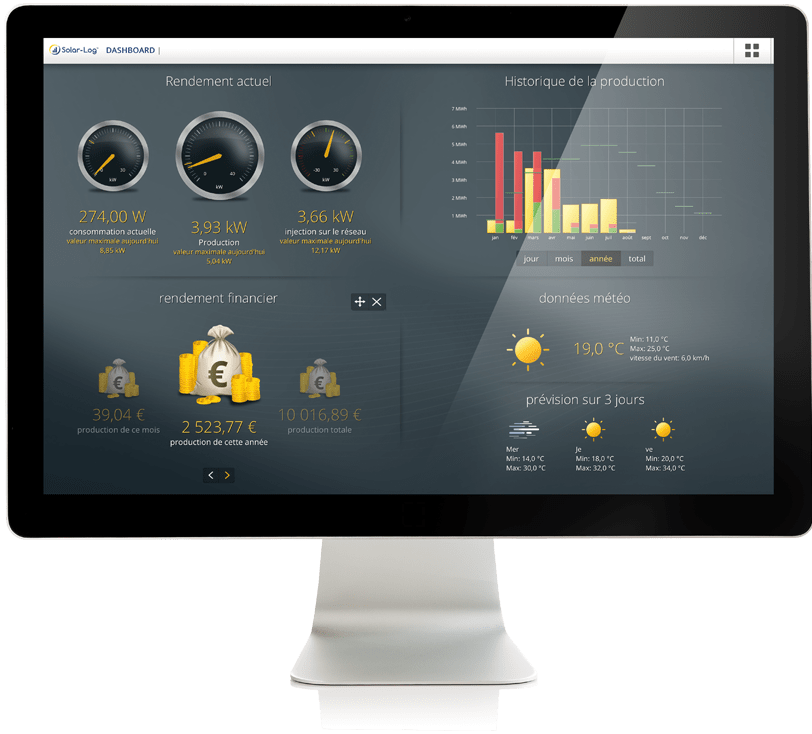 Solar-Log DASHBOARD |
Rendement actuel
kW
0
40
kW
-30
30
kW
274,00 W
consommation actuelle
valeur maximale aujourd'hui
8,85 kW
3,93 kW
Production
valeur maximale aujourd'hui
5,04 kW
3,66 kW
injection sur le réseau
valeur maximale aujourd'hui
12,17 kW
Historique de la production
7 MWh
6 MWh
5 MWh
4 MWh
3 MWh
2 MWh
1 MWh
jan fév mars avr mai juin juil août sept oct nov déc
jour mois année total
rendement financier
€
39,04 €
production de ce mois
€
2 523,77 €
production de cette année
€
10 016,89 €
production totale
données météo
19,0 °C
Min: 11,0 °C
Max: 25,0 °C
vitesse du vent: 6,0 km/h
prévision sur 3 jours
Mer
Min: 14,0 °C
Max: 30,0 °C
Je
Min: 18,0 °C
Max: 32,0 °C
ve
Min: 20,0 °C
Max: 34,0 °C